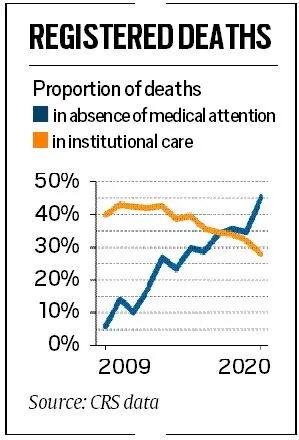 REGISTERED DEATHS
Proportion of deaths
in absence of medical attention
in institutional care
50%
40%
30%
20%
10%
0%
2009 2020
Source: CRS data